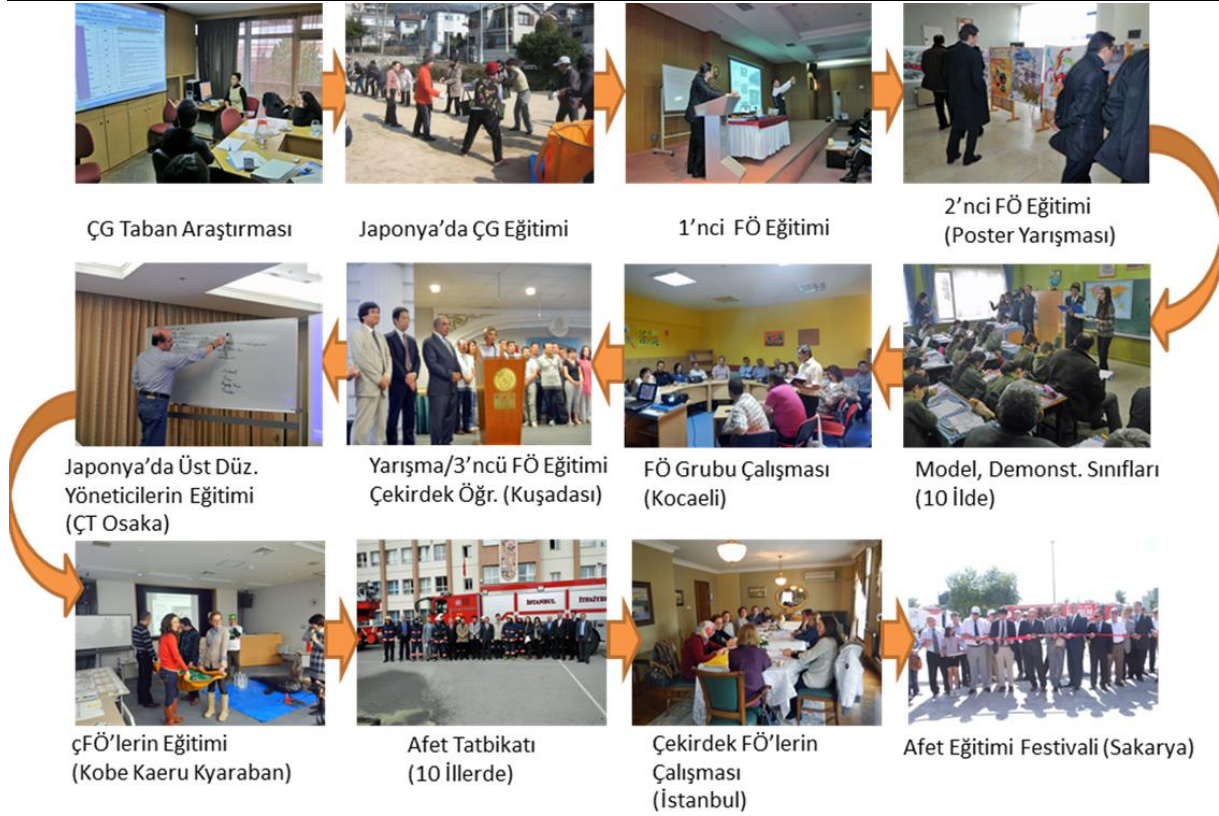 ÇG Taban Araştırması
Japonya’da ÇG Eğitimi
1’nci FÖ Eğitimi
2’nci FÖ Eğitimi
(Poster Yarışması)
Model, Demonst. Sınıfları
(10 İlde)
FÖ Grubu Çalışması
(Kocaeli)
Yarışma/3’ncü FÖ Eğitimi
Çekirdek Öğr. (Kuşadası)
Japonya’da Üst Düz.
Yöneticilerin Eğitimi
(ÇT Osaka)
çFÖ’lerin Eğitimi
(Kobe Kaeru Kyaraban)
İSTANBUL İTFAİYESİ
Afet Tatbikatı
(10 İllerde)
Çekirdek FÖ’lerin
Çalışması
(İstanbul)
Afet Eğitimi Festivali (Sakarya)